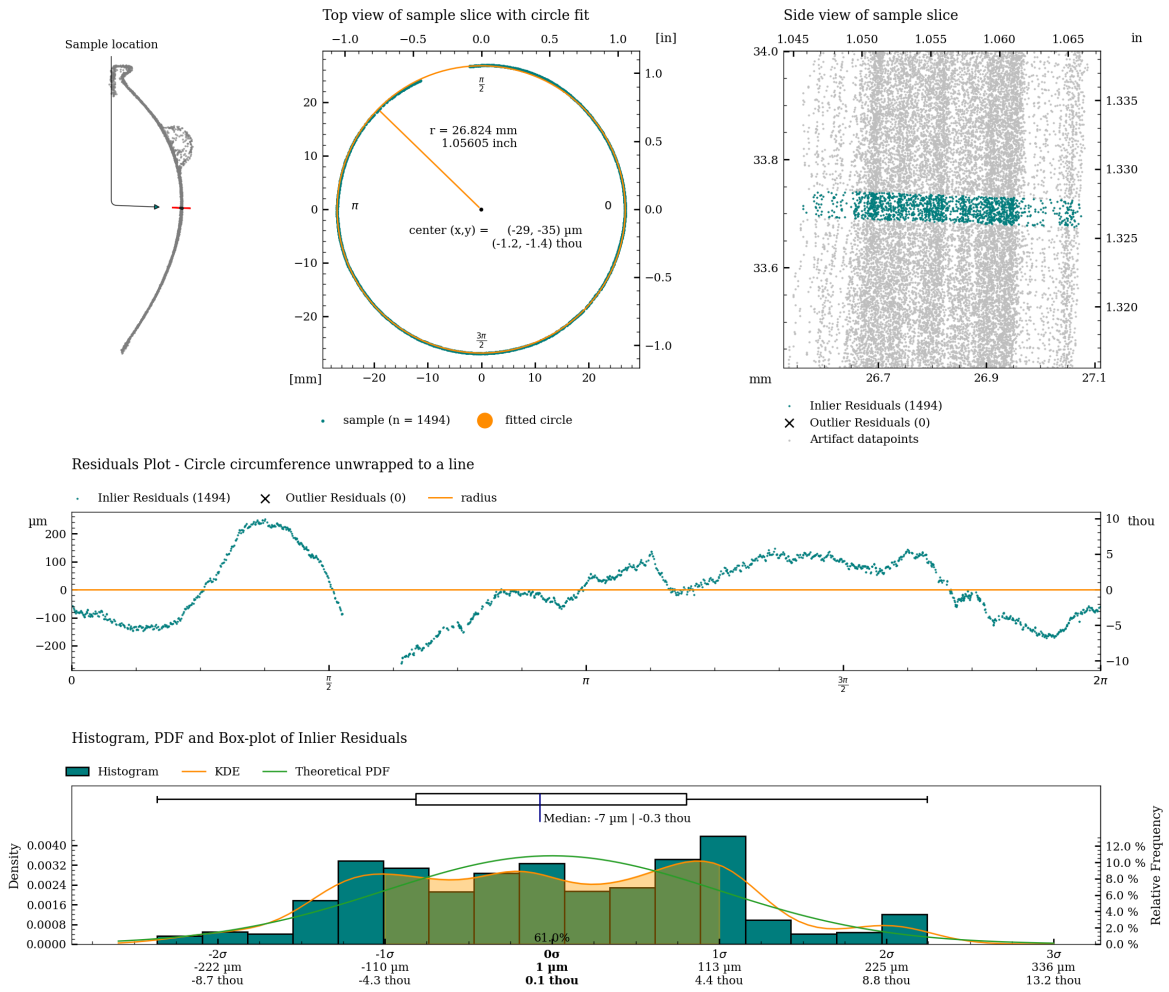 Sample location
Top view of sample slice with circle fit
−1.0 −0.5 0.0 0.5 1.0 [in]
20
10
0
−10
−20
[mm]
−20 −10 0 10 20
1.0
0.5
0.0
−0.5
−1.0
π/2
π
0
3π/2
r = 26.824 mm
1.05605 inch
center (x,y) = (-29, -35) µm
(-1.2, -1.4) thou
sample (n = 1494) fitted circle
Side view of sample slice
1.045 1.050 1.055 1.060 1.065 in
34.0
33.8
33.6
mm
26.7 26.9 27.1
1.335
1.330
1.325
1.320
Inlier Residuals (1494)
Outlier Residuals (0)
Artifact datapoints
Residuals Plot - Circle circumference unwrapped to a line
Inlier Residuals (1494) Outlier Residuals (0) radius
µm
200
100
0
−100
−200
10 thou
5
0
−5
−10
0 π/2 π 3π/2 2π
Histogram, PDF and Box-plot of Inlier Residuals
Histogram KDE Theoretical PDF
Median: -7 µm | -0.3 thou
Density
0.0040
0.0032
0.0024
0.0016
0.0008
0.0000
Relative Frequency
12.0 %
10.0 %
8.0 %
6.0 %
4.0 %
2.0 %
0.0 %
61.0%
-2σ -1σ 0σ 1σ 2σ 3σ
-222 µm -110 µm 1 µm 113 µm 225 µm 336 µm
-8.7 thou -4.3 thou 0.1 thou 4.4 thou 8.8 thou 13.2 thou